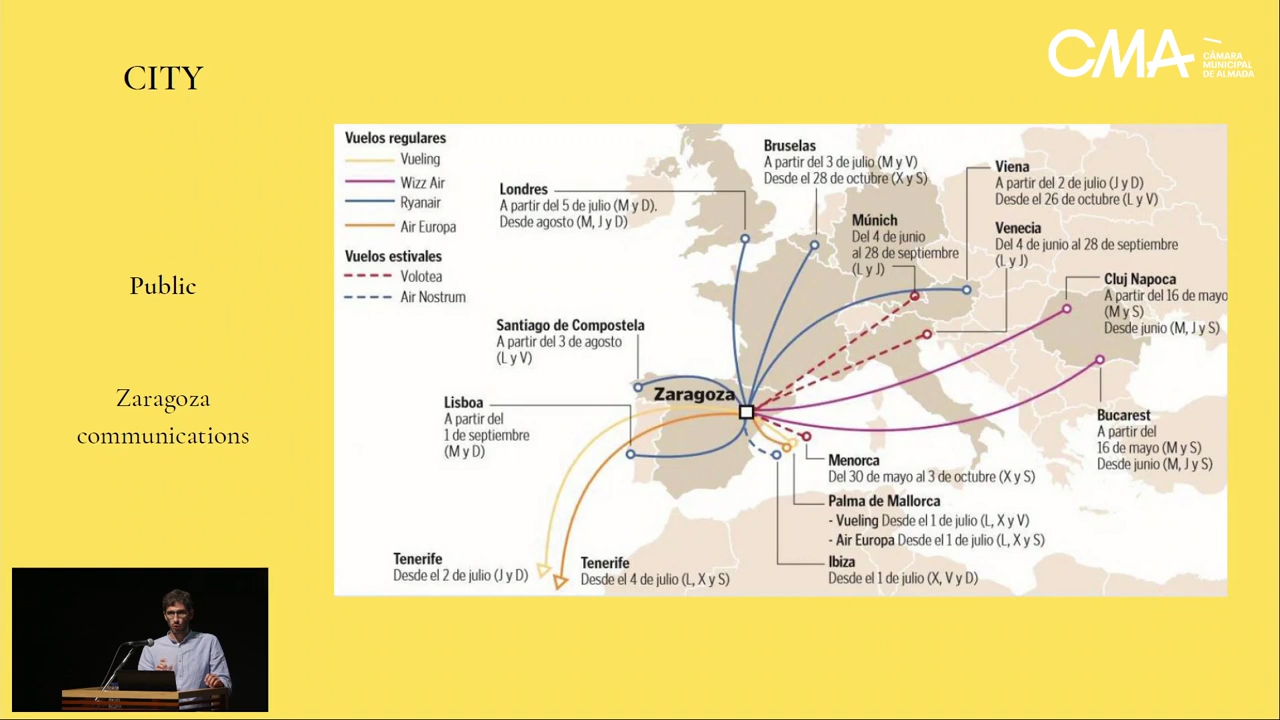 CITY
CMA
CÂMARA
MUNICIPAL
DE ALMADA
Public
Zaragoza
communications
Vuelos regulares
Vueling
Wizz Air
Ryanair
Air Europa
Vuelos estivales
Volotea
Air Nostrum
Londres
A partir del 5 de julio (M y D).
Desde agosto (M, J y D)
Bruselas
A partir del 3 de julio (M y V)
Desde el 28 de octubre (X y S)
Múnich
Del 4 de junio
al 28 de septiembre
(L y J)
Viena
A partir del 2 de julio (J y D)
Desde el 26 de octubre (L y V)
Venecia
Del 4 de junio al 28 de septiembre
(L y J)
Cluj Napoca
A partir del 16 de mayo
(M y S)
Desde junio (M, J y S)
Santiago de Compostela
A partir del 3 de agosto
(L y V)
Zaragoza
Lisboa
A partir del
1 de septiembre
(M y D)
Bucarest
A partir del
16 de mayo (M y S)
Desde junio (M, J y S)
Menorca
Del 30 de mayo al 3 de octubre (X y S)
Palma de Mallorca
- Vueling Desde el 1 de julio (L, X y V)
- Air Europa Desde el 1 de julio (L, X y S)
Ibiza
Desde el 1 de julio (X, V y D)
Tenerife
Desde el 2 de julio (J y D)
Tenerife
Desde el 4 de julio (L, X y S)